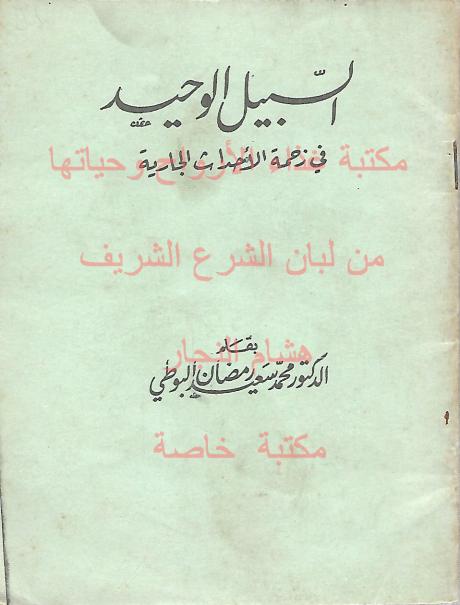 السبيل الوحيد
في زحمة الأحداث الجارية
مكتبة غذاء الأرواح وحياتها
من لبان الشرع الشريف
بقلم
هشام النجار
الدكتور محمد سعيد رمضان البوطي
مكتبة خاصة